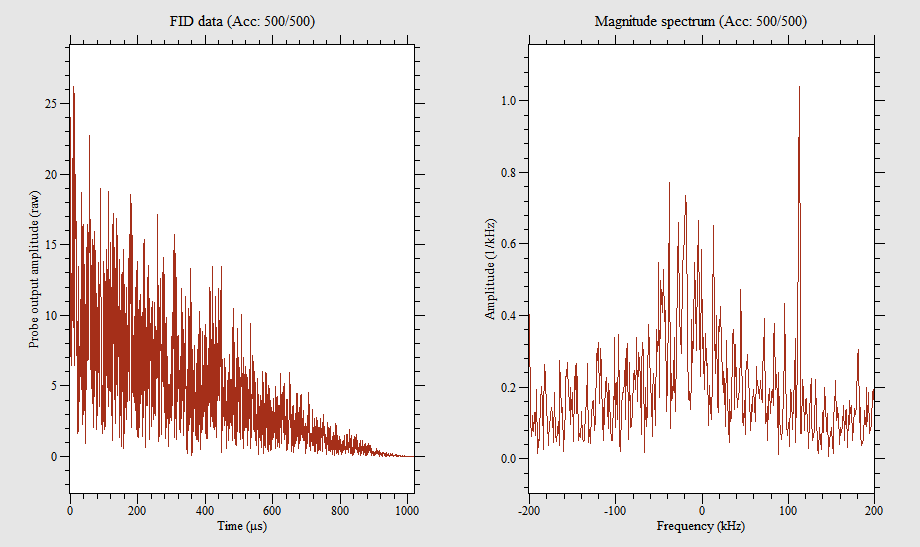 FID data (Acc: 500/500)
Probe output amplitude (raw)
25
20
15
10
5
0
0 200 400 600 800 1000
Time (µs)
Magnitude spectrum (Acc: 500/500)
Amplitude (1/kHz)
1.0
0.8
0.6
0.4
0.2
0.0
-200 -100 0 100 200
Frequency (kHz)